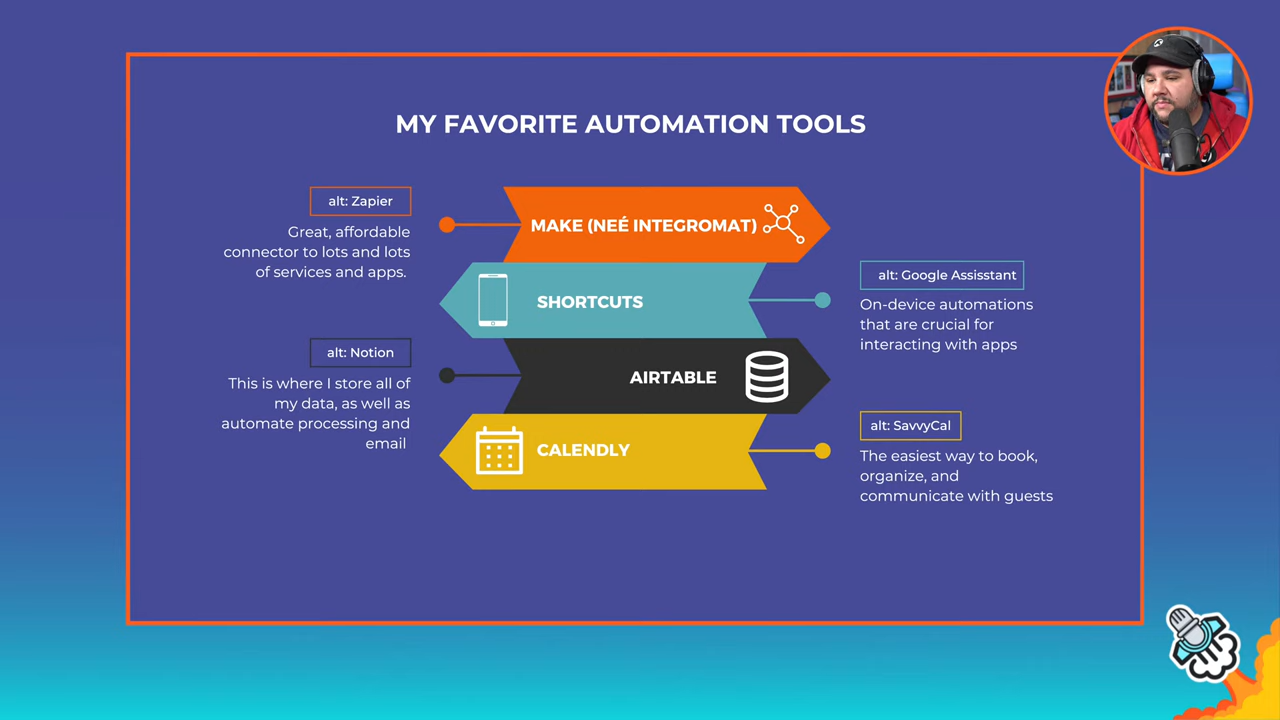 MY FAVORITE AUTOMATION TOOLS
alt: Zapier
Great, affordable
connector to lots and lots
of services and apps.
MAKE (NEÉ INTEGROMAT)
SHORTCUTS
alt: Google Assisstant
On-device automations
that are crucial for
interacting with apps
alt: Notion
This is where I store all of
my data, as well as
automate processing and
email
AIRTABLE
CALENDLY
alt: SavvyCal
The easiest way to book,
organize, and
communicate with guests